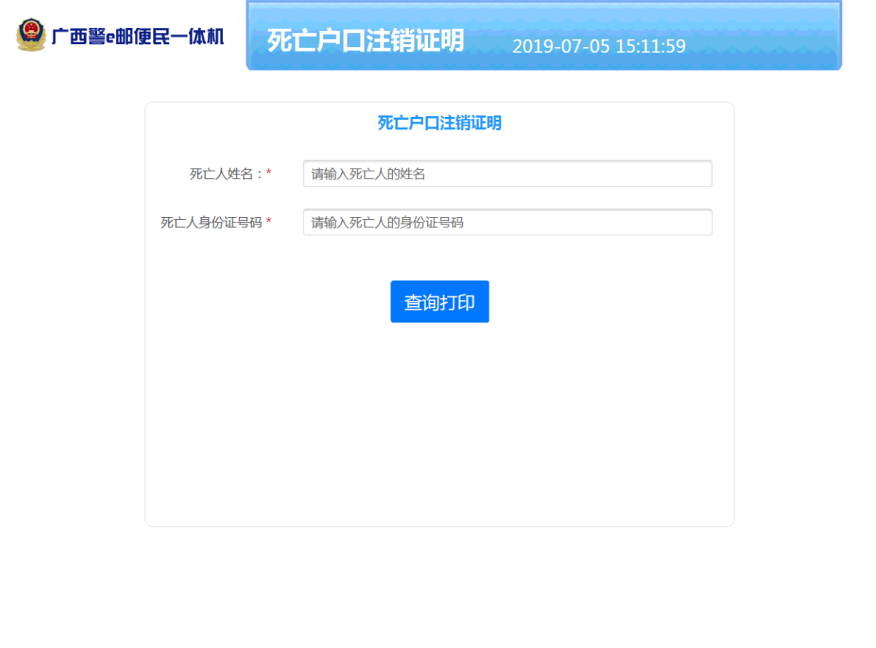 广西警e邮便民一体机
死亡户口注销证明 2019-07-05 15:11:59
死亡户口注销证明
死亡人姓名：* 请输入死亡人的姓名
死亡人身份证号码 * 请输入死亡人的身份证号码
查询打印